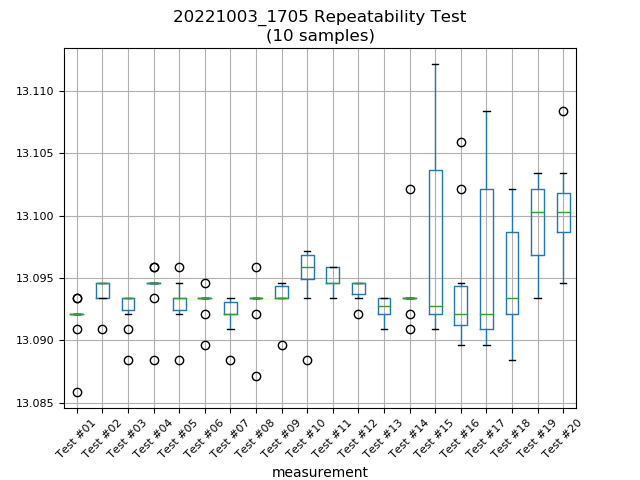 20221003_1705 Repeatability Test
(10 samples)
13.110
13.105
13.100
13.095
13.090
13.085
Test #01
Test #02
Test #03
Test #04
Test #05
Test #06
Test #07
Test #08
Test #09
Test #10
Test #11
Test #12
Test #13
Test #14
Test #15
Test #16
Test #17
Test #18
Test #19
Test #20
measurement